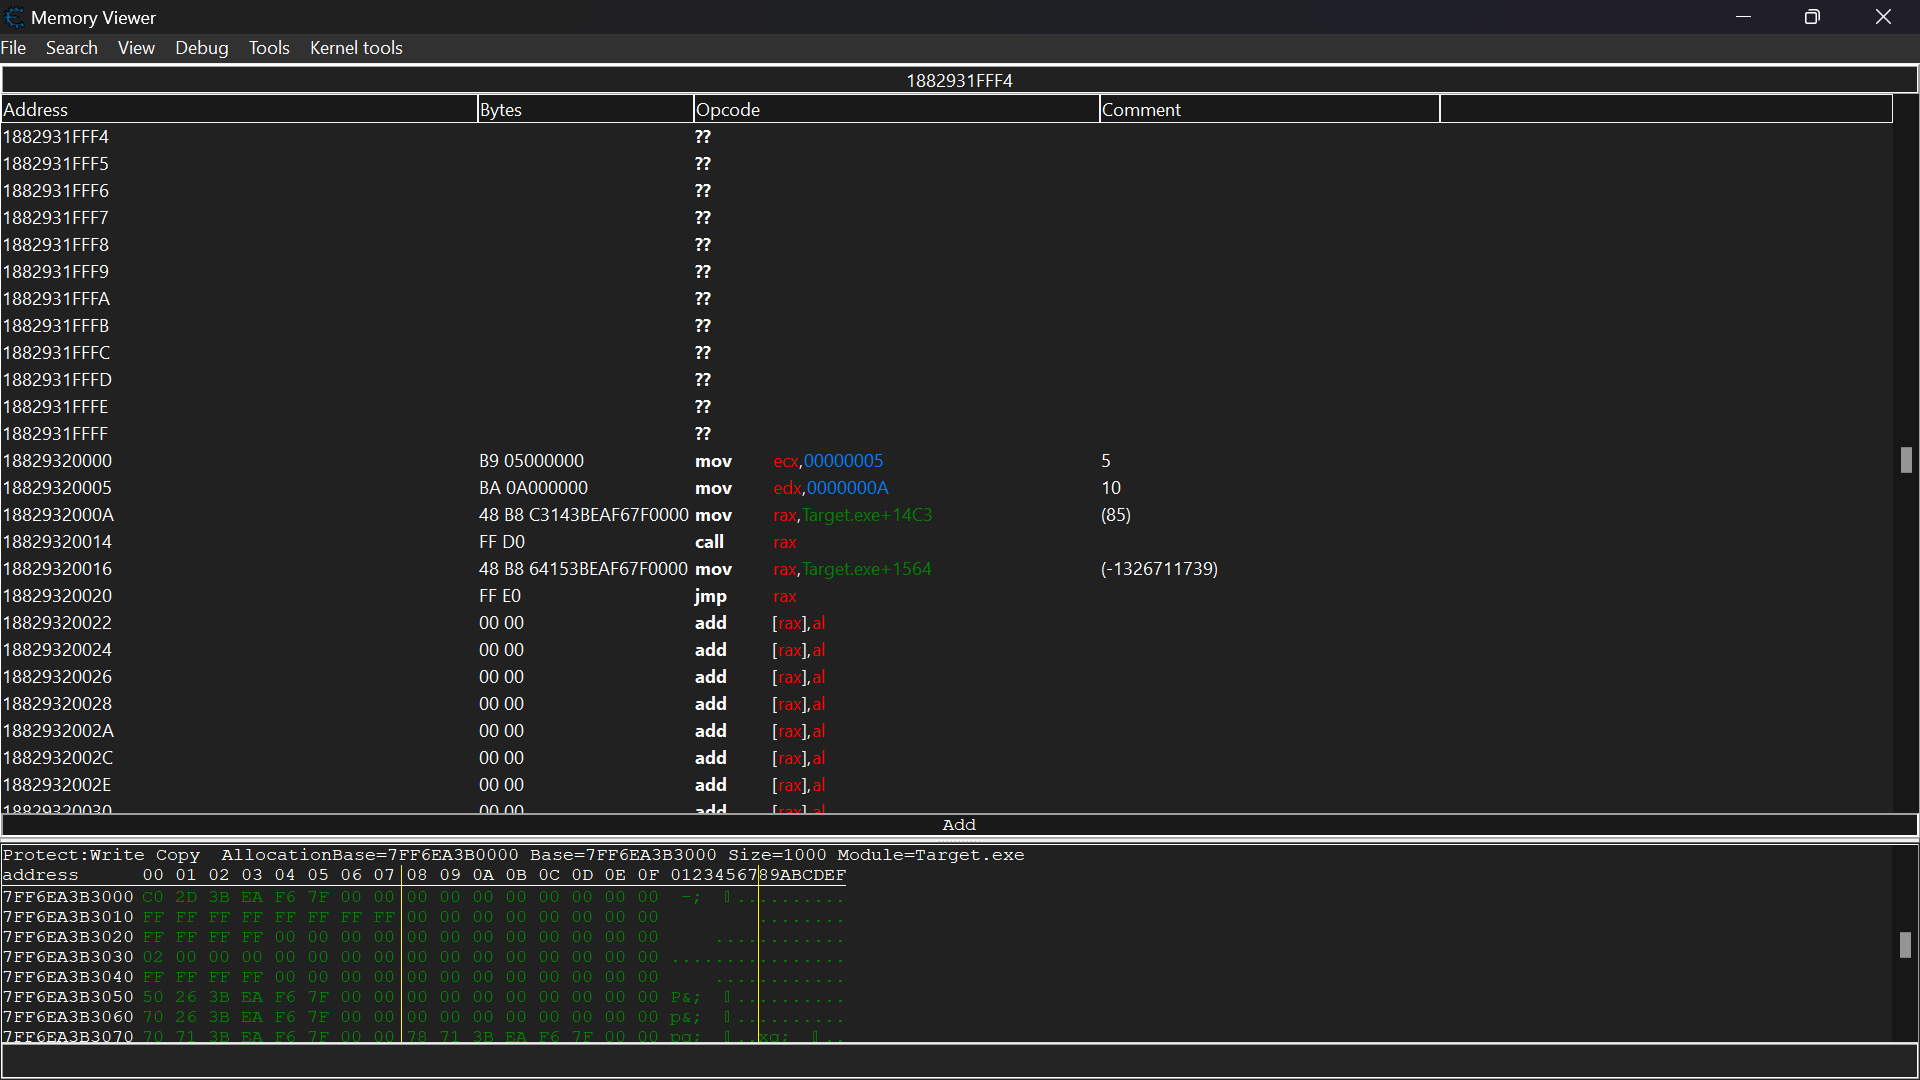 Memory Viewer
File Search View Debug Tools Kernel tools
1882931FFF4
Address Bytes Opcode Comment
1882931FFF4 ??
1882931FFF5 ??
1882931FFF6 ??
1882931FFF7 ??
1882931FFF8 ??
1882931FFF9 ??
1882931FFFA ??
1882931FFFB ??
1882931FFFC ??
1882931FFFD ??
1882931FFFE ??
1882931FFFF ??
18829320000 B9 05000000 mov ecx,00000005 5
18829320005 BA 0A000000 mov edx,0000000A 10
1882932000A 48 B8 C3143BEAF67F0000 mov rax,Target.exe+14C3 (85)
18829320014 FF D0 call rax
18829320016 48 B8 64153BEAF67F0000 mov rax,Target.exe+1564 (-1326711739)
18829320020 FF E0 jmp rax
18829320022 00 00 add [rax],al
18829320024 00 00 add [rax],al
18829320026 00 00 add [rax],al
18829320028 00 00 add [rax],al
1882932002A 00 00 add [rax],al
1882932002C 00 00 add [rax],al
1882932002E 00 00 add [rax],al
18829320030 00 00 add [rax],al
Add
Protect:Write Copy AllocationBase=7FF6EA3B0000 Base=7FF6EA3B3000 Size=1000 Module=Target.exe
address 00 01 02 03 04 05 06 07 08 09 0A 0B 0C 0D 0E 0F 0123456789ABCDEF
7FF6EA3B3000 C0 2D 3B EA F6 7F 00 00 00 00 00 00 00 00 00 00 -; ..........
7FF6EA3B3010 FF FF FF FF FF FF FF FF 00 00 00 00 00 00 00 00 ........
7FF6EA3B3020 FF FF FF FF 00 00 00 00 00 00 00 00 00 00 00 00 ............
7FF6EA3B3030 02 00 00 00 00 00 00 00 00 00 00 00 00 00 00 00 ................
7FF6EA3B3040 FF FF FF FF 00 00 00 00 00 00 00 00 00 00 00 00 ............
7FF6EA3B3050 50 26 3B EA F6 7F 00 00 00 00 00 00 00 00 00 00 P&; ..........
7FF6EA3B3060 70 26 3B EA F6 7F 00 00 00 00 00 00 00 00 00 00 p&; ..........
7FF6EA3B3070 70 71 3B EA F6 7F 00 00 78 71 3B EA F6 7F 00 00 pq; ..xq; ..